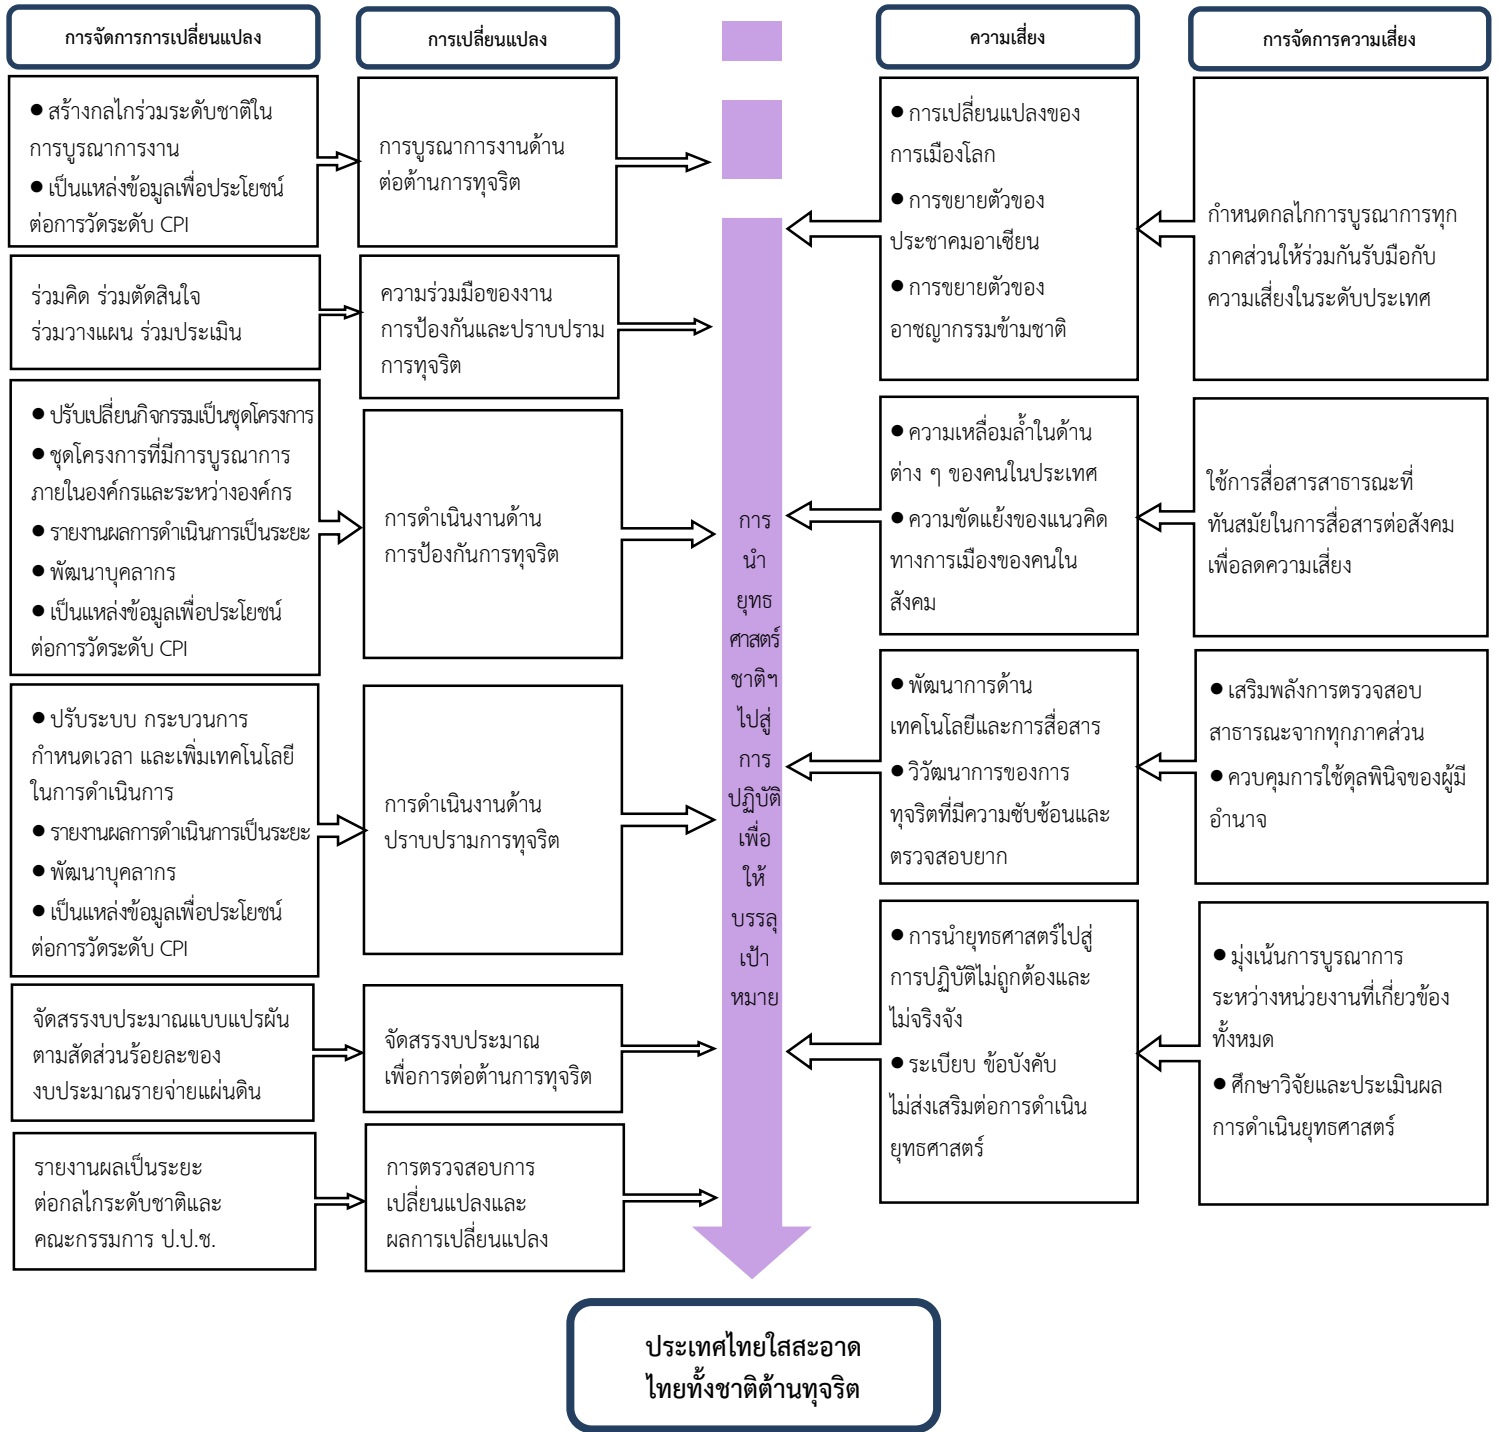 การจัดการการเปลี่ยนแปลง
การเปลี่ยนแปลง
ความเสี่ยง
การจัดการความเสี่ยง
● สร้างกลไกร่วมระดับชาติใน
การบูรณาการงาน
● เป็นแหล่งข้อมูลเพื่อประโยชน์
ต่อการวัดระดับ CPI
การบูรณาการงานด้าน
ต่อต้านการทุจริต
ร่วมคิด ร่วมตัดสินใจ
ร่วมวางแผน ร่วมประเมิน
ความร่วมมือของงาน
การป้องกันและปราบปราม
การทุจริต
● ปรับเปลี่ยนกิจกรรมเป็นชุดโครงการ
● ชุดโครงการที่มีการบูรณาการ
ภายในองค์กรและระหว่างองค์กร
● รายงานผลการดำเนินการเป็นระยะ
● พัฒนาบุคลากร
● เป็นแหล่งข้อมูลเพื่อประโยชน์
ต่อการวัดระดับ CPI
การดำเนินงานด้าน
การป้องกันการทุจริต
● ปรับระบบ กระบวนการ
กำหนดเวลา และเพิ่มเทคโนโลยี
ในการดำเนินการ
● รายงานผลการดำเนินการเป็นระยะ
● พัฒนาบุคลากร
● เป็นแหล่งข้อมูลเพื่อประโยชน์
ต่อการวัดระดับ CPI
การดำเนินงานด้าน
ปราบปรามการทุจริต
จัดสรรงบประมาณแบบแปรผัน
ตามสัดส่วนร้อยละของ
งบประมาณรายจ่ายแผ่นดิน
จัดสรรงบประมาณ
เพื่อการต่อต้านการทุจริต
รายงานผลเป็นระยะ
ต่อกลไกระดับชาติและ
คณะกรรมการ ป.ป.ช.
การตรวจสอบการ
เปลี่ยนแปลงและ
ผลการเปลี่ยนแปลง
การ
นำ
ยุทธ
ศาสตร์
ชาติฯ
ไปสู่
การ
ปฏิบัติ
เพื่อ
ให้
บรรลุ
เป้า
หมาย
● การเปลี่ยนแปลงของ
การเมืองโลก
● การขยายตัวของ
ประชาคมอาเซียน
● การขยายตัวของ
อาชญากรรมข้ามชาติ
กำหนดกลไกการบูรณาการทุก
ภาคส่วนให้ร่วมกันรับมือกับ
ความเสี่ยงในระดับประเทศ
● ความเหลื่อมล้ำในด้าน
ต่าง ๆ ของคนในประเทศ
● ความขัดแย้งของแนวคิด
ทางการเมืองของคนใน
สังคม
ใช้การสื่อสารสาธารณะที่
ทันสมัยในการสื่อสารต่อสังคม
เพื่อลดความเสี่ยง
● พัฒนาการด้าน
เทคโนโลยีและการสื่อสาร
● วิวัฒนาการของการ
ทุจริตที่มีความซับซ้อนและ
ตรวจสอบยาก
● เสริมพลังการตรวจสอบ
สาธารณะจากทุกภาคส่วน
● ควบคุมการใช้ดุลพินิจของผู้มี
อำนาจ
● การนำยุทธศาสตร์ไปสู่
การปฏิบัติไม่ถูกต้องและ
ไม่จริงจัง
● ระเบียบ ข้อบังคับ
ไม่ส่งเสริมต่อการดำเนิน
ยุทธศาสตร์
● มุ่งเน้นการบูรณาการ
ระหว่างหน่วยงานที่เกี่ยวข้อง
ทั้งหมด
● ศึกษาวิจัยและประเมินผล
การดำเนินยุทธศาสตร์
ประเทศไทยใสสะอาด
ไทยทั้งชาติต้านทุจริต